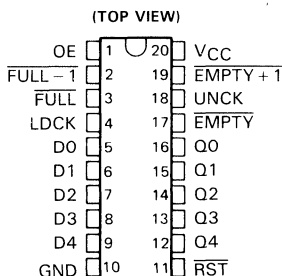 (TOP VIEW)
OE 1 20 VCC
FULL – 1 2 19 EMPTY + 1
FULL 3 18 UNCK
LDCK 4 17 EMPTY
D0 5 16 Q0
D1 6 15 Q1
D2 7 14 Q2
D3 8 13 Q3
D4 9 12 Q4
GND 10 11 RST